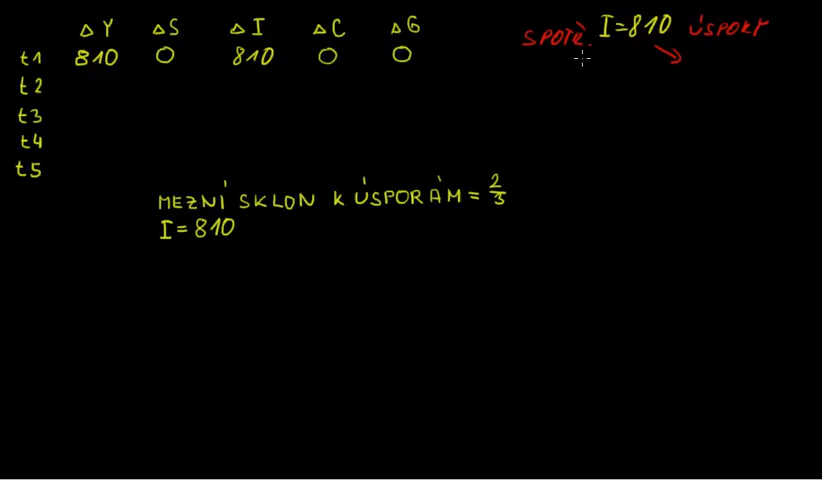 ΔY ΔS ΔI ΔC ΔG
t1 810 0 810 0 0
t2
t3
t4
t5
SPOTŘ. I=810 ÚSPORY
MEZNÍ SKLON K ÚSPORÁM = 2/3
I=810